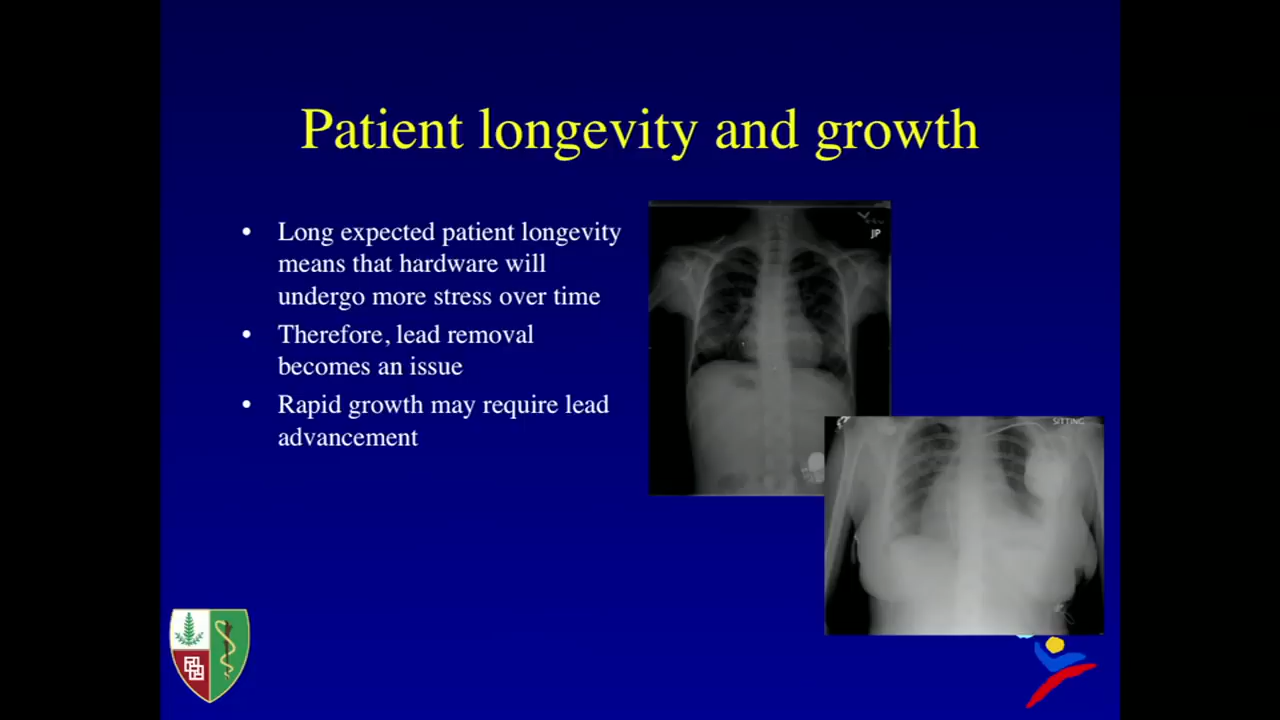 Patient longevity and growth
• Long expected patient longevity
means that hardware will
undergo more stress over time
• Therefore, lead removal
becomes an issue
• Rapid growth may require lead
advancement
JP
SITTING